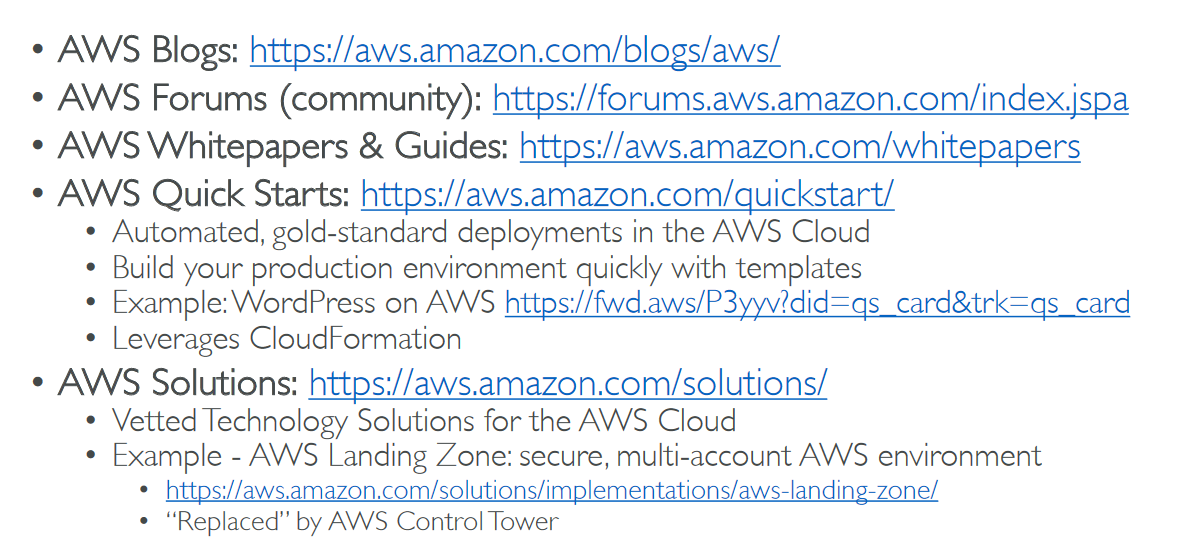 • AWS Blogs: https://aws.amazon.com/blogs/aws/
• AWS Forums (community): https://forums.aws.amazon.com/index.jspa
• AWS Whitepapers & Guides: https://aws.amazon.com/whitepapers
• AWS Quick Starts: https://aws.amazon.com/quickstart/
• Automated, gold-standard deployments in the AWS Cloud
• Build your production environment quickly with templates
• Example: WordPress on AWS https://fwd.aws/P3yyv?did=qs_card&trk=qs_card
• Leverages CloudFormation
• AWS Solutions: https://aws.amazon.com/solutions/
• Vetted Technology Solutions for the AWS Cloud
• Example - AWS Landing Zone: secure, multi-account AWS environment
• https://aws.amazon.com/solutions/implementations/aws-landing-zone/
• “Replaced” by AWS Control Tower